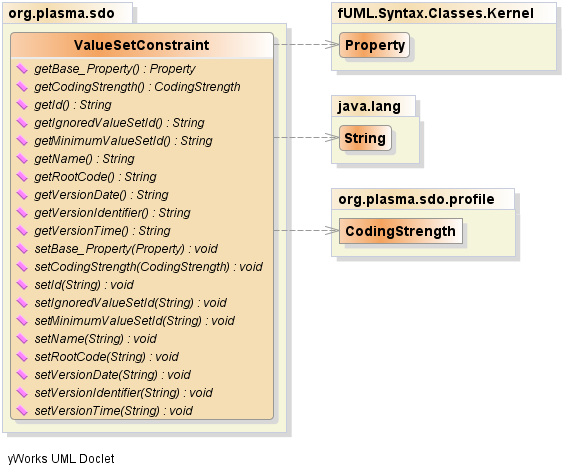 org.plasma.sdo
ValueSetConstraint
getBase_Property() : Property
getCodingStrength() : CodingStrength
getId() : String
getIgnoredValueSetId() : String
getMinimumValueSetId() : String
getName() : String
getRootCode() : String
getVersionDate() : String
getVersionIdentifier() : String
getVersionTime() : String
setBase_Property(Property) : void
setCodingStrength(CodingStrength) : void
setId(String) : void
setIgnoredValueSetId(String) : void
setMinimumValueSetId(String) : void
setName(String) : void
setRootCode(String) : void
setVersionDate(String) : void
setVersionIdentifier(String) : void
setVersionTime(String) : void
fUML.Syntax.Classes.Kernel
Property
java.lang
String
org.plasma.sdo.profile
CodingStrength
yWorks UML Doclet